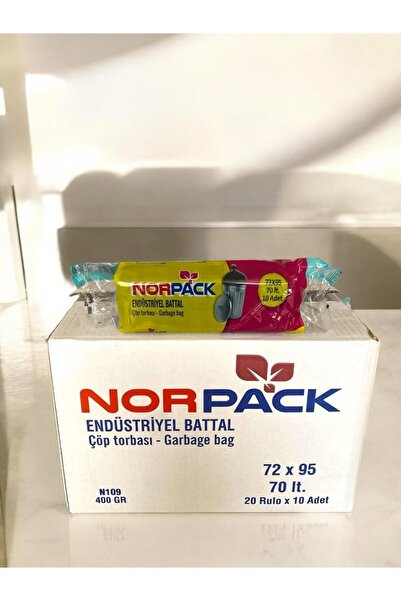 NORPACK
ENDÜSTRİYEL BATTAL
Çöp torbası - Garbage bag
72X95
70 lt.
10 Adet
NORPACK
ENDÜSTRİYEL BATTAL
Çöp torbası - Garbage bag
72 x 95
70 lt.
20 Rulo x 10 Adet
N109
400 GR